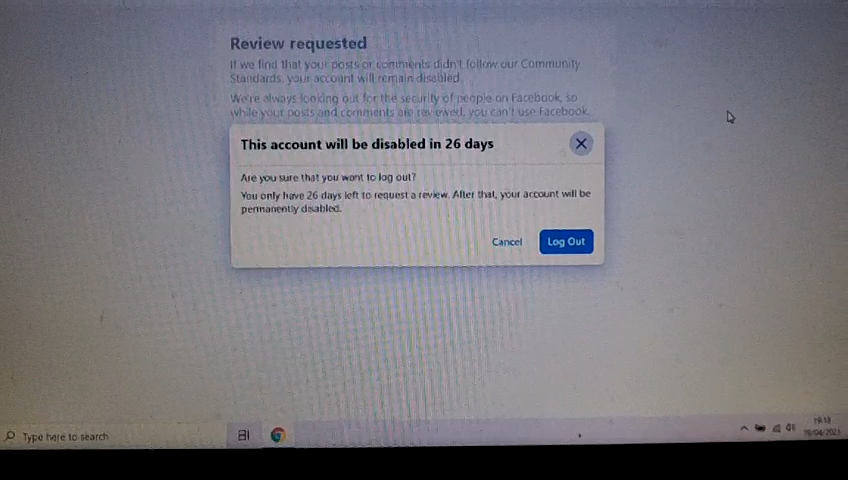 Review requested
If we find that your posts or comments didn't follow our Community
Standards, your account will remain disabled.
We're always looking out for the security of people on Facebook, so
while your posts and comments are reviewed, you can't use Facebook.
This account will be disabled in 26 days
Are you sure that you want to log out?
You only have 26 days left to request a review. After that, your account will be
permanently disabled.
Cancel
Log Out
Type here to search